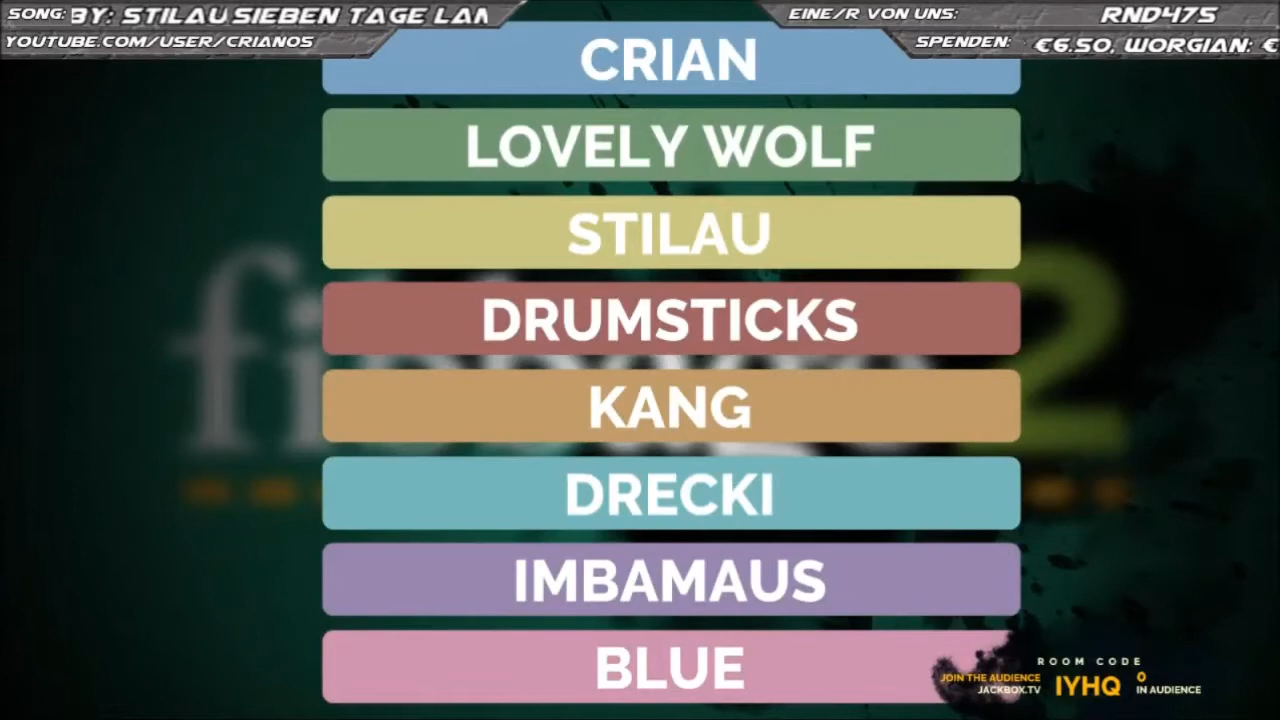 SONG: BY: STILAU SIEBEN TAGE LAN
YOUTUBE.COM/USER/CRIANOS
EINE/R VON UNS: RND475
SPENDEN: €6.50, WORGIAN: €
CRIAN
LOVELY WOLF
STILAU
DRUMSTICKS
KANG
DRECKI
IMBAMAUS
BLUE
fi 2
ROOM CODE
JOIN THE AUDIENCE
JACKBOX.TV
IYHQ
0
IN AUDIENCE